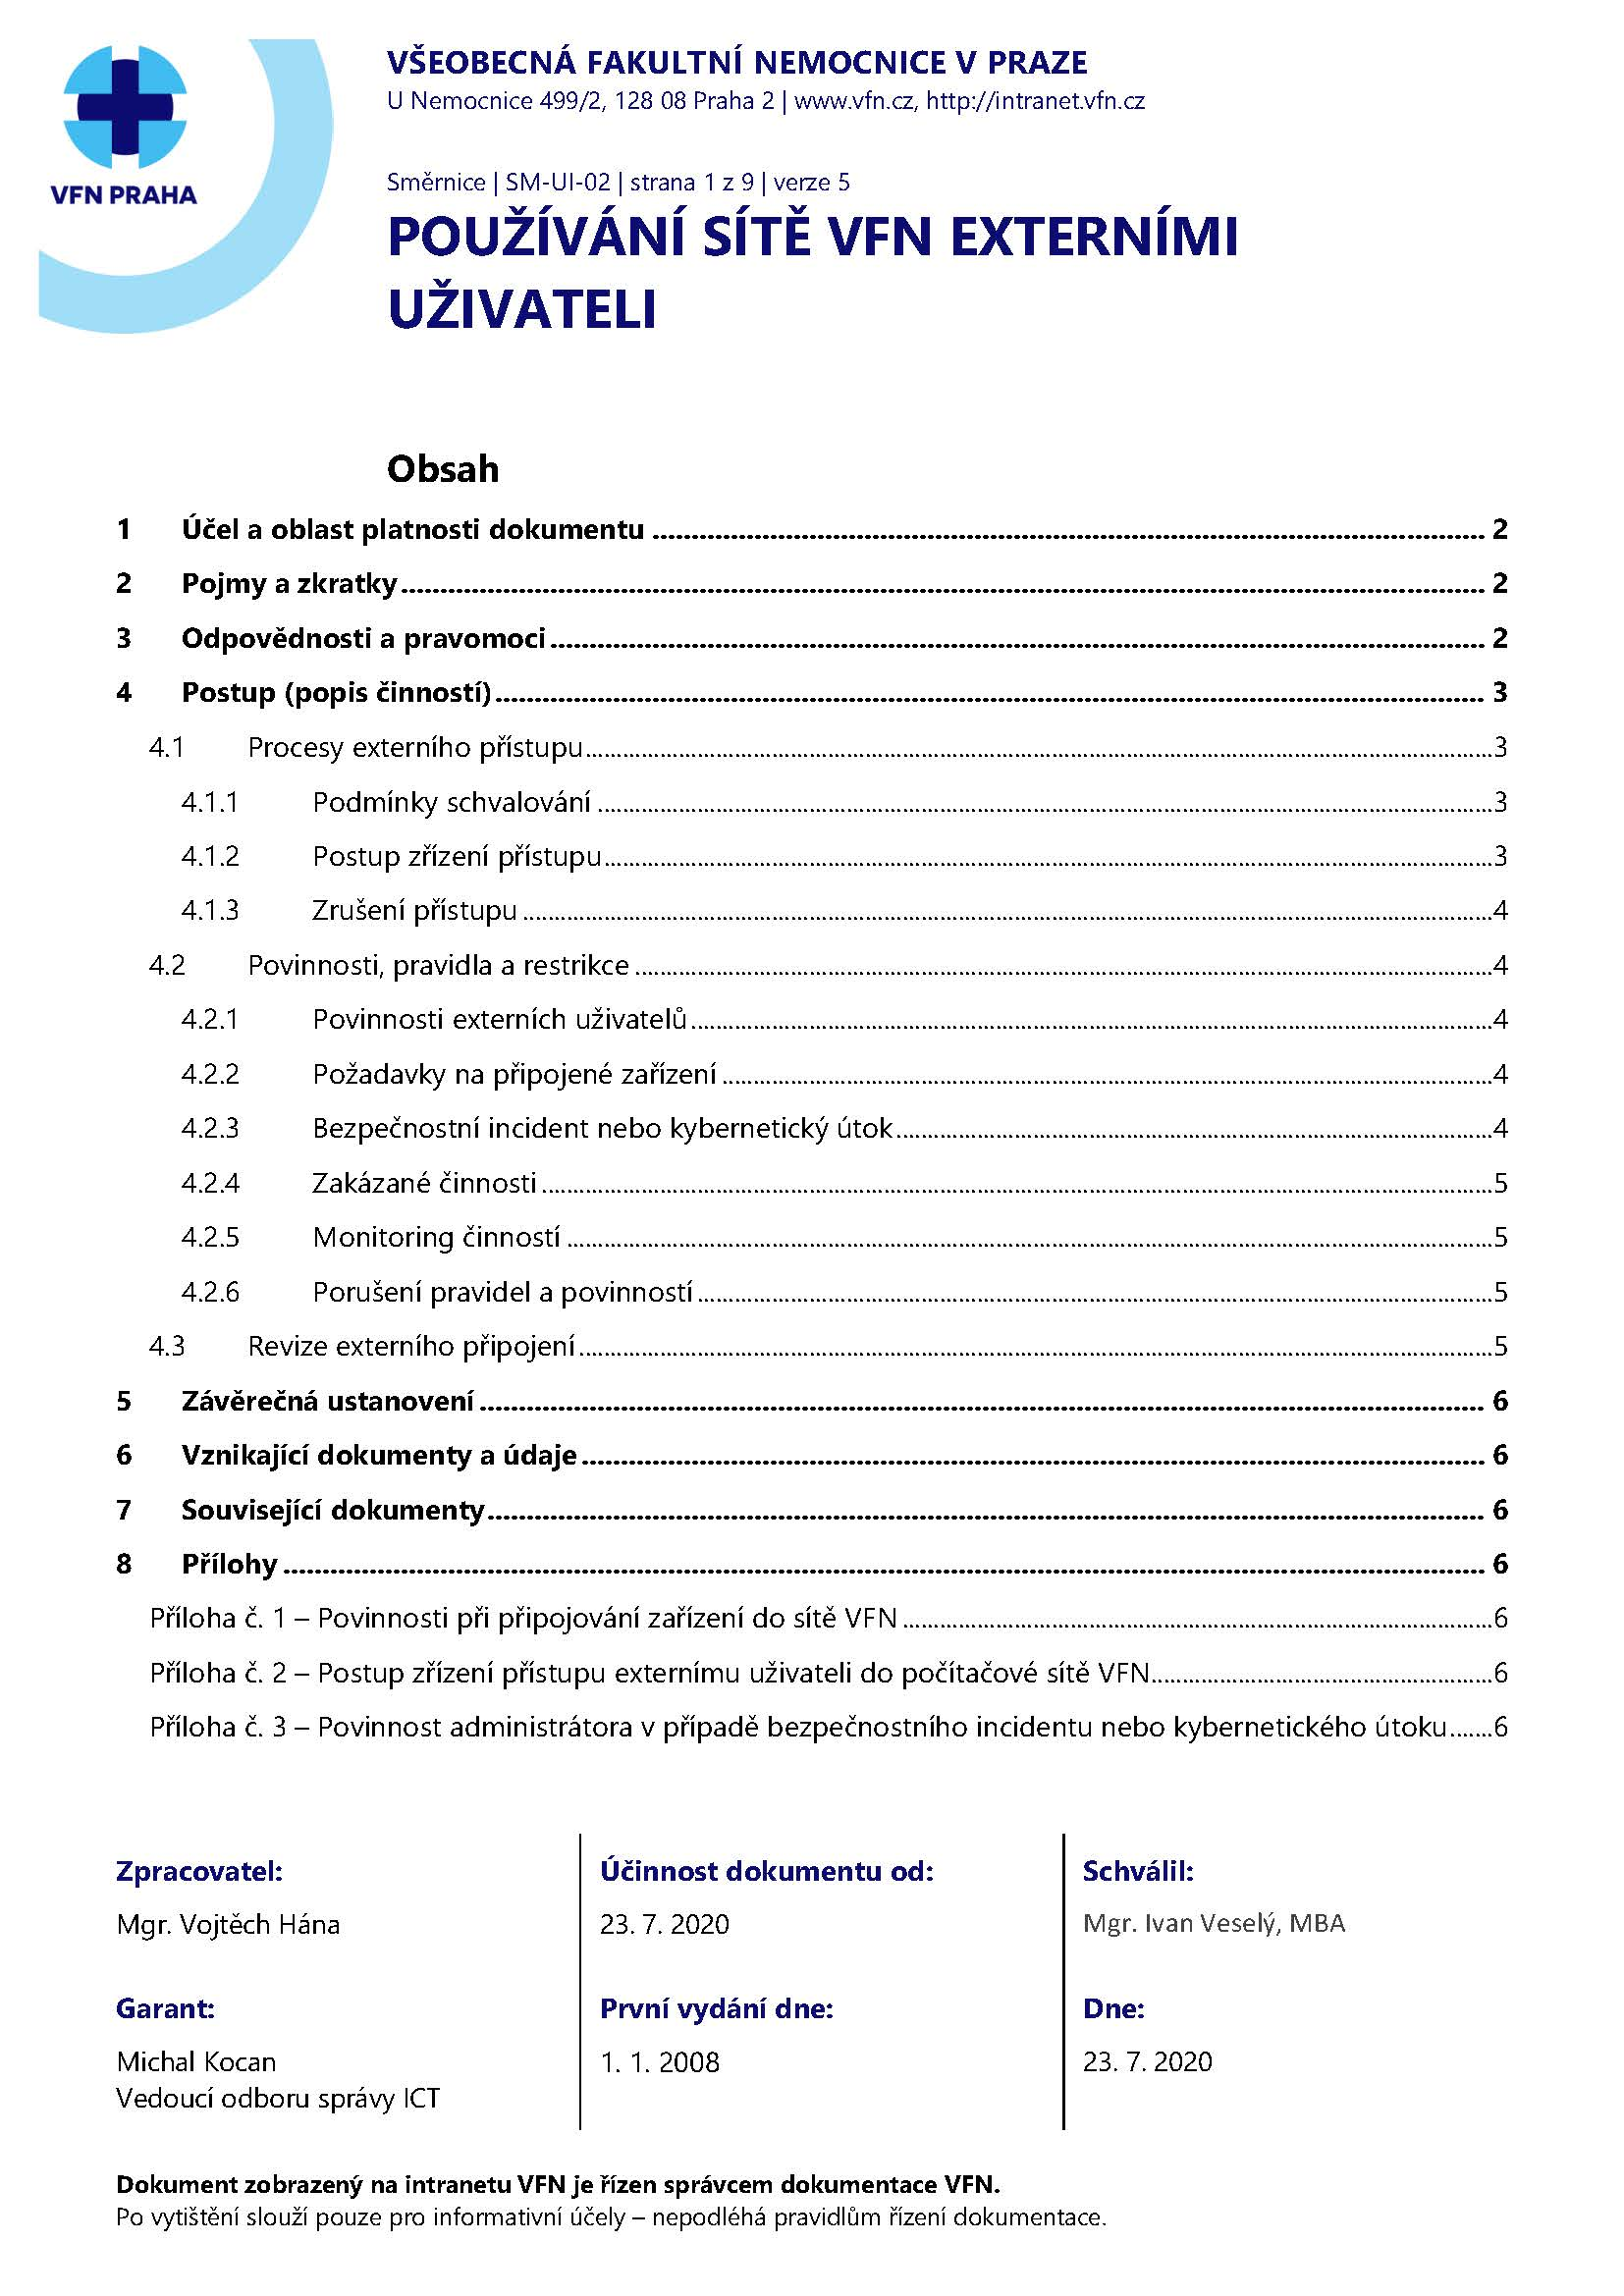 VFN PRAHA
VŠEOBECNÁ FAKULTNÍ NEMOCNICE V PRAZE
U Nemocnice 499/2, 128 08 Praha 2 | www.vfn.cz, http://intranet.vfn.cz
Směrnice | SM-UI-02 | strana 1 z 9 | verze 5
POUŽÍVÁNÍ SÍTĚ VFN EXTERNÍMI
UŽIVATELI
Obsah
1 Účel a oblast platnosti dokumentu ........ 2
2 Pojmy a zkratky ........ 2
3 Odpovědnosti a pravomoci ........ 2
4 Postup (popis činností) ........ 3
4.1 Procesy externího přístupu ........ 3
4.1.1 Podmínky schvalování ........ 3
4.1.2 Postup zřízení přístupu ........ 3
4.1.3 Zrušení přístupu ........ 4
4.2 Povinnosti, pravidla a restrikce ........ 4
4.2.1 Povinnosti externích uživatelů ........ 4
4.2.2 Požadavky na připojené zařízení ........ 4
4.2.3 Bezpečnostní incident nebo kybernetický útok ........ 4
4.2.4 Zakázané činnosti ........ 5
4.2.5 Monitoring činností ........ 5
4.2.6 Porušení pravidel a povinností ........ 5
4.3 Revize externího připojení ........ 5
5 Závěrečná ustanovení ........ 6
6 Vznikající dokumenty a údaje ........ 6
7 Související dokumenty ........ 6
8 Přílohy ........ 6
Příloha č. 1 – Povinnosti při připojování zařízení do sítě VFN ........ 6
Příloha č. 2 – Postup zřízení přístupu externímu uživateli do počítačové sítě VFN ........ 6
Příloha č. 3 – Povinnost administrátora v případě bezpečnostního incidentu nebo kybernetického útoku ....... 6
Zpracovatel:
Mgr. Vojtěch Hána
Garant:
Michal Kocan
Vedoucí odboru správy ICT
Účinnost dokumentu od:
23. 7. 2020
První vydání dne:
1. 1. 2008
Schválil:
Mgr. Ivan Veselý, MBA
Dne:
23. 7. 2020
Dokument zobrazený na intranetu VFN je řízen správcem dokumentace VFN.
Po vytištění slouží pouze pro informativní účely – nepodléhá pravidlům řízení dokumentace.